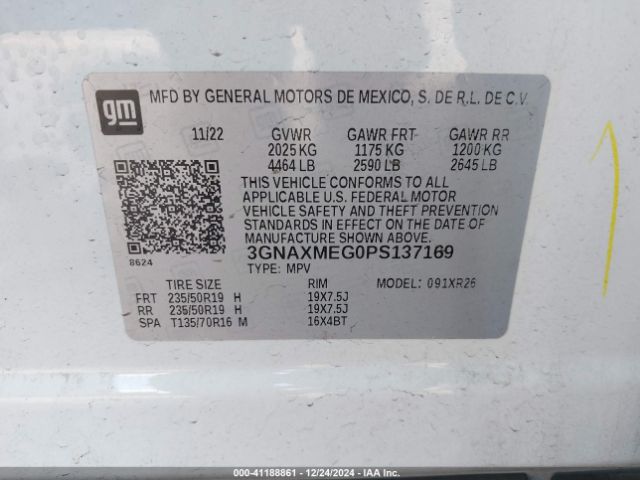 gm
MFD BY GENERAL MOTORS DE MEXICO, S. DE R.L. DE C.V.
11/22 GVWR GAWR FRT GAWR RR
2025 KG 1175 KG 1200 KG
4464 LB 2590 LB 2645 LB
THIS VEHICLE CONFORMS TO ALL
APPLICABLE U.S. FEDERAL MOTOR
VEHICLE SAFETY AND THEFT PREVENTION
STANDARDS IN EFFECT ON THE DATE OF
MANUFACTURE SHOWN ABOVE.
8624 3GNAXMEG0PS137169
TYPE: MPV
TIRE SIZE RIM MODEL: 091XR26
FRT 235/50R19 H 19X7.5J
RR 235/50R19 H 19X7.5J
SPA T135/70R16 M 16X4BT
000-41188861 - 12/24/2024 - IAAI.COM